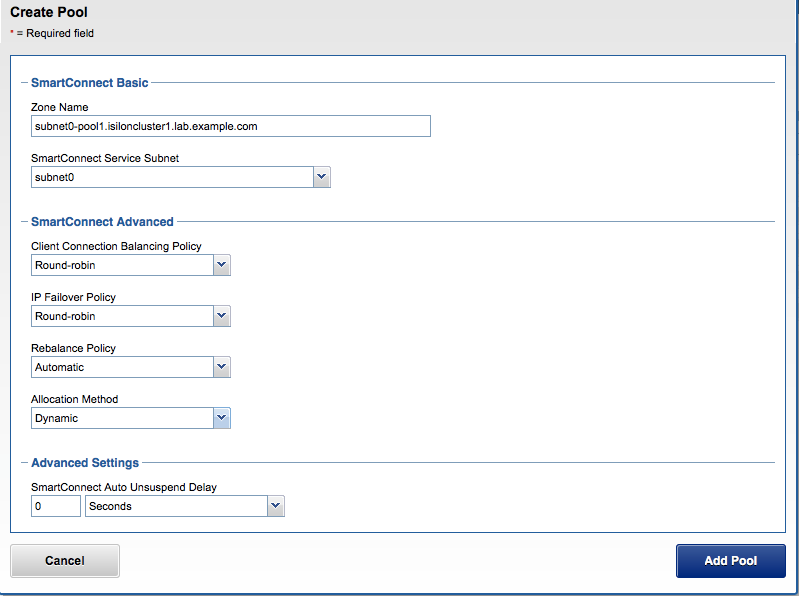 Create Pool
* = Required field
SmartConnect Basic
Zone Name
subnet0-pool1.isiloncluster1.lab.example.com
SmartConnect Service Subnet
subnet0
SmartConnect Advanced
Client Connection Balancing Policy
Round-robin
IP Failover Policy
Round-robin
Rebalance Policy
Automatic
Allocation Method
Dynamic
Advanced Settings
SmartConnect Auto Unsuspend Delay
0 Seconds
Cancel Add Pool